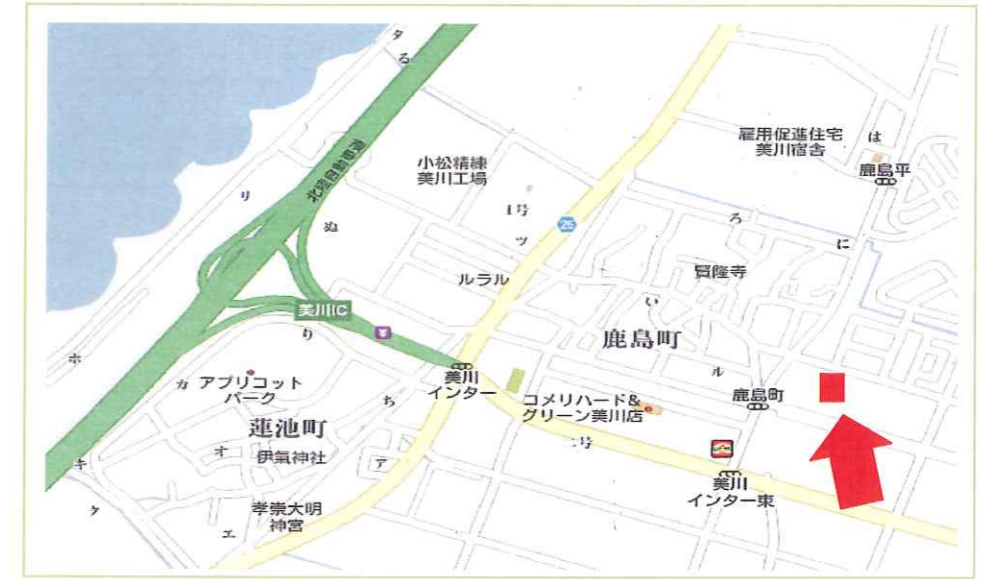 タ
る
北陸自動車道
小松精練
美川工場
雇用促進住宅
美川宿舎
は
鹿島平
リ
ぬ
1号
ツ
25
ろ
に
ルラル
賢隆寺
い
美川IC
¥
り
鹿島町
ホ
カ
アプリコット
パーク
美川
インター
ル
鹿島町
ち
コメリハード&
グリーン美川店
蓮池町
オ
伊氣神社
ア
二号
キ
美川
インター東
ク
孝崇大明
神宮
エ